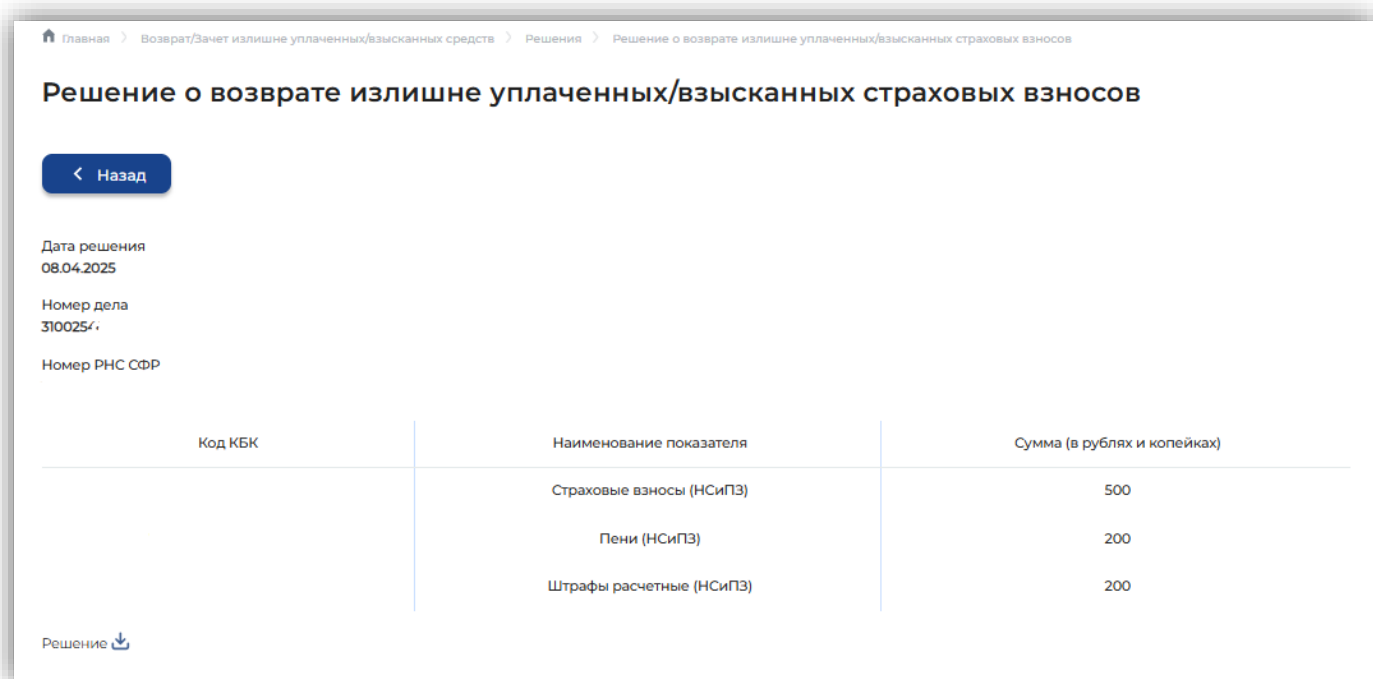 Главная > Возврат/Зачет излишне уплаченных/взысканных средств > Решения > Решение о возврате излишне уплаченных/взысканных страховых взносов
Решение о возврате излишне уплаченных/взысканных страховых взносов
< Назад
Дата решения
08.04.2025
Номер дела
3100254
Номер РНС СФР
Код КБК Наименование показателя Сумма (в рублях и копейках)
Страховые взносы (НСиПЗ) 500
Пени (НСиПЗ) 200
Штрафы расчетные (НСиПЗ) 200
Решение